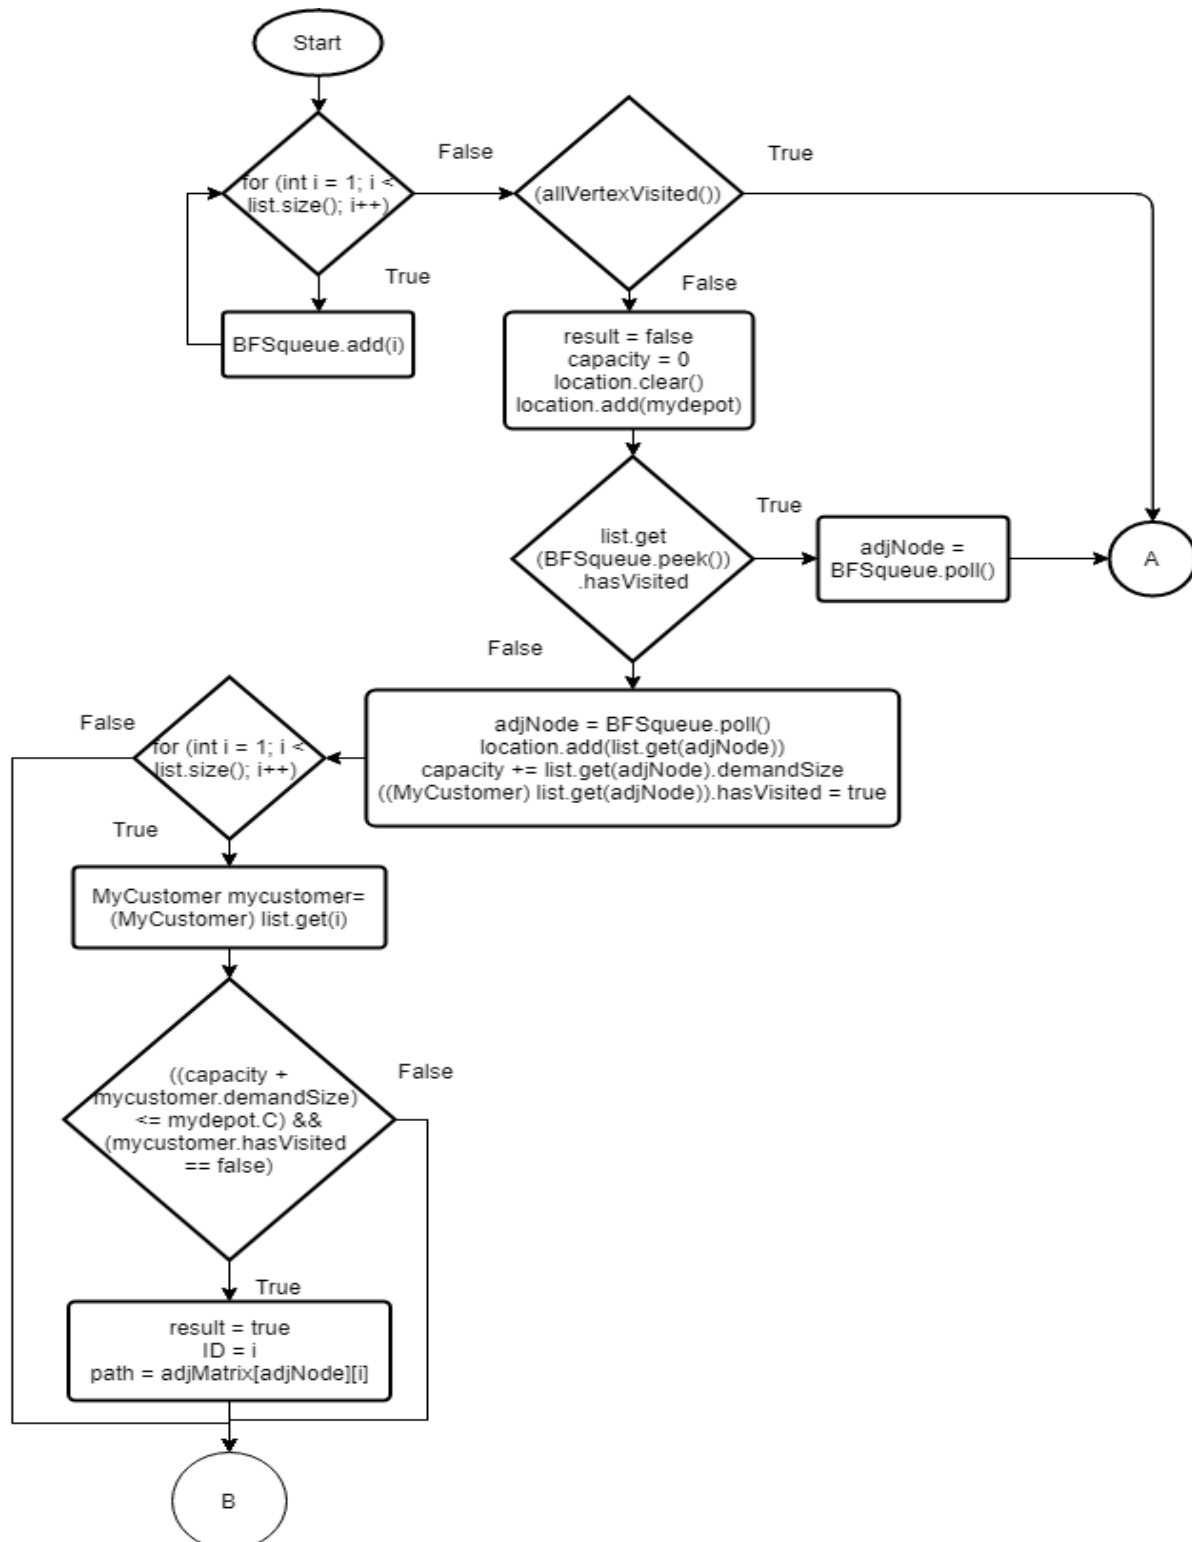 Start
for (int i = 1; i <
list.size(); i++)
False
(allVertexVisited())
True
True
BFSqueue.add(i)
False
result = false
capacity = 0
location.clear()
location.add(mydepot)
list.get
(BFSqueue.peek())
.hasVisited
True
adjNode =
BFSqueue.poll()
A
False
adjNode = BFSqueue.poll()
location.add(list.get(adjNode))
capacity += list.get(adjNode).demandSize
((MyCustomer) list.get(adjNode)).hasVisited = true
False
for (int i = 1; i <
list.size(); i++)
True
MyCustomer mycustomer=
(MyCustomer) list.get(i)
((capacity +
mycustomer.demandSize)
<= mydepot.C) &&
(mycustomer.hasVisited
== false)
False
True
result = true
ID = i
path = adjMatrix[adjNode][i]
B